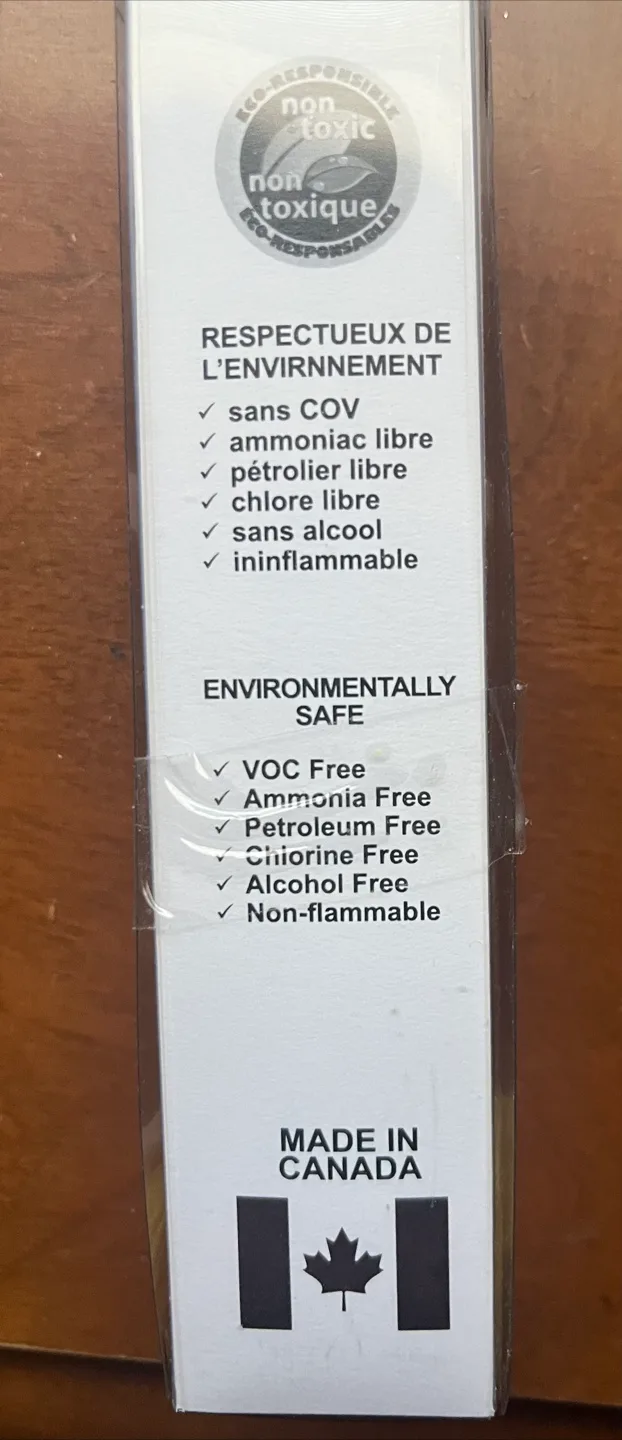 ECO-RESPONSIBLE
non
toxic
non
toxique
ÉCO-RESPONSABLES
RESPECTUEUX DE
L'ENVIRNNEMENT
✓ sans COV
✓ ammoniac libre
✓ pétrolier libre
✓ chlore libre
✓ sans alcool
✓ ininflammable
ENVIRONMENTALLY
SAFE
✓ VOC Free
✓ Ammonia Free
✓ Petroleum Free
✓ Chlorine Free
✓ Alcohol Free
✓ Non-flammable
MADE IN
CANADA